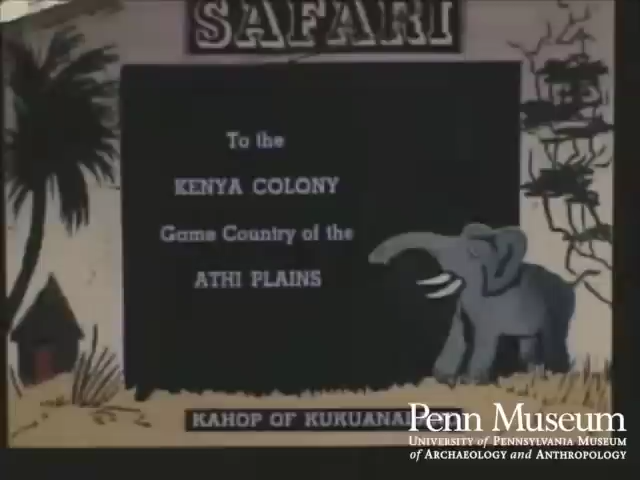 SAFARI
To the
KENYA COLONY
Game Country of the
ATHI PLAINS
KAHOP OF
Penn Museum
UNIVERSITY of PENNSYLVANIA MUSEUM
of ARCHAEOLOGY and ANTHROPOLOGY